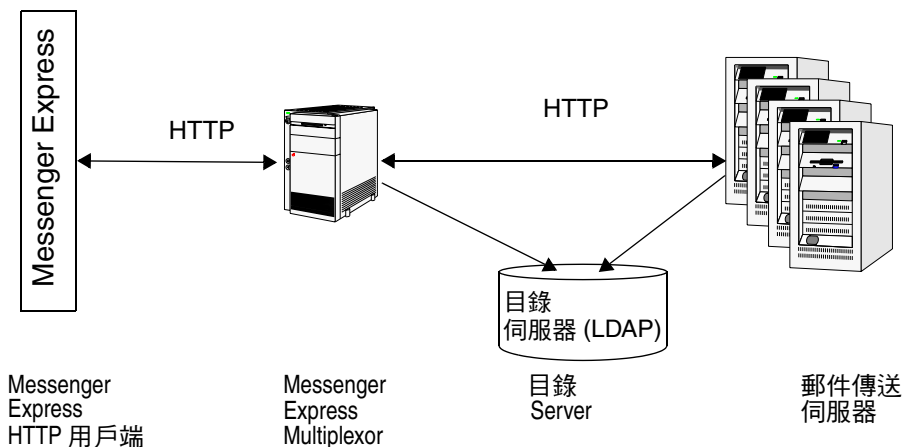 Messenger Express
HTTP
HTTP
目錄
伺服器 (LDAP)
Messenger
Express
HTTP 用戶端
Messenger
Express
Multiplexor
目錄
Server
郵件傳送
伺服器